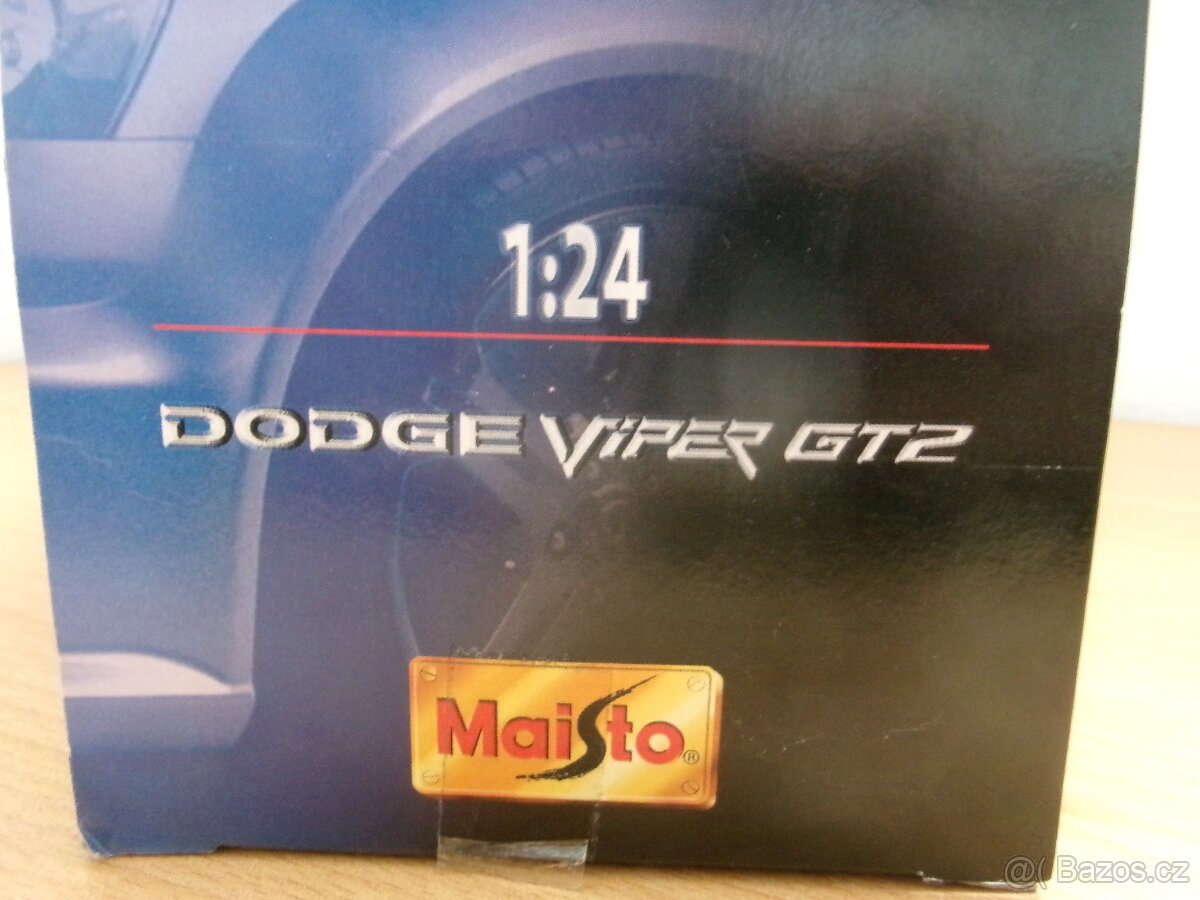 1:24
DODGE VIPER GT2
Maisto®
@( Bazos.cz